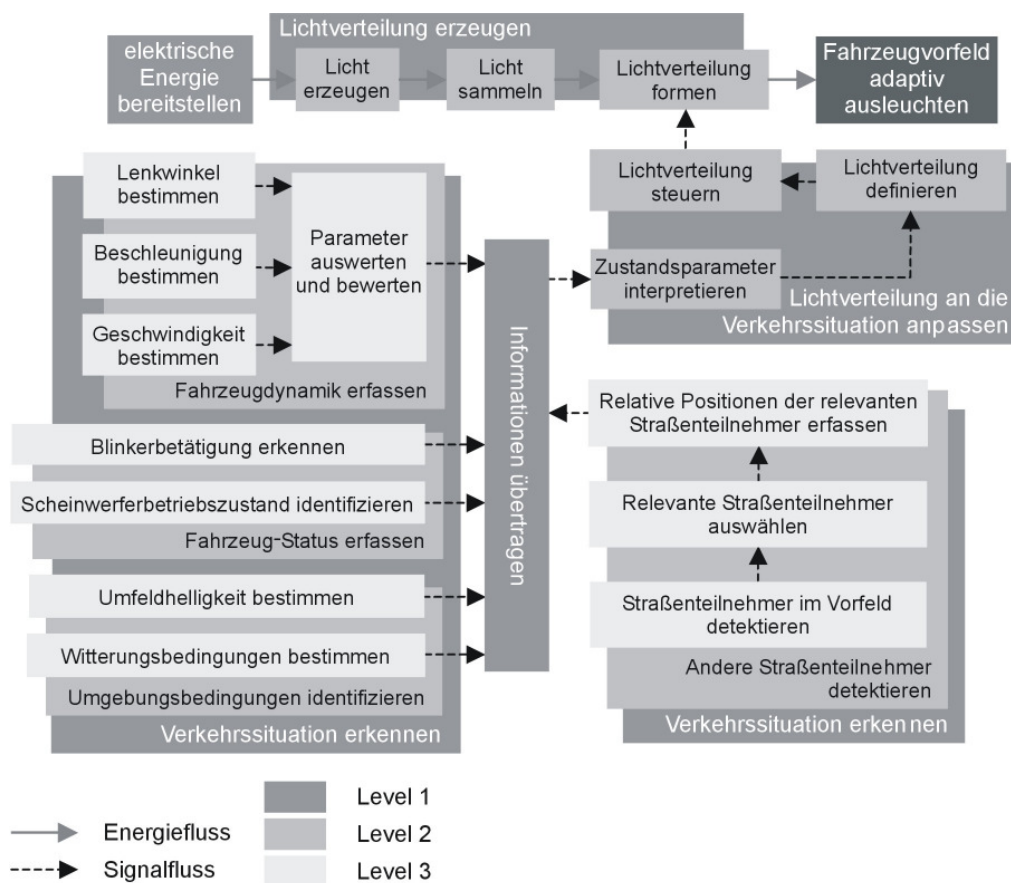 Lichtverteilung erzeugen
elektrische
Energie
bereitstellen
Licht
erzeugen
Licht
sammeln
Lichtverteilung
formen
Fahrzeugvorfeld
adaptiv
ausleuchten
Lenkwinkel
bestimmen
Beschleunigung
bestimmen
Geschwindigkeit
bestimmen
Parameter
auswerten
und bewerten
Fahrzeugdynamik erfassen
Blinkerbetätigung erkennen
Scheinwerferbetriebszustand identifizieren
Fahrzeug-Status erfassen
Umfeldhelligkeit bestimmen
Witterungsbedingungen bestimmen
Umgebungsbedingungen identifizieren
Verkehrssituation erkennen
Informationen übertragen
Lichtverteilung
steuern
Lichtverteilung
definieren
Zustandsparameter
interpretieren
Lichtverteilung an die
Verkehrssituation anpassen
Relative Positionen der relevanten
Straßenteilnehmer erfassen
Relevante Straßenteilnehmer
auswählen
Straßenteilnehmer im Vorfeld
detektieren
Andere Straßenteilnehmer
detektieren
Verkehrssituation erkennen
Energiefluss
Signalfluss
Level 1
Level 2
Level 3